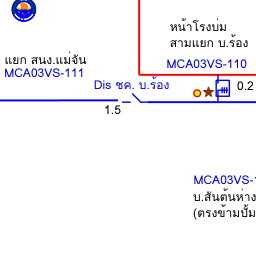 หน้าโรงบ่ม
สามแยก บ.ร้อง
MCA03VS-110
แยก สนง.แม่จัน
MCA03VS-111
Dis ชค. บ.ร้อง
0.2
1.5
MCA03VS-1
บ.สันต้นห่าง
(ตรงข้ามปั๊ม